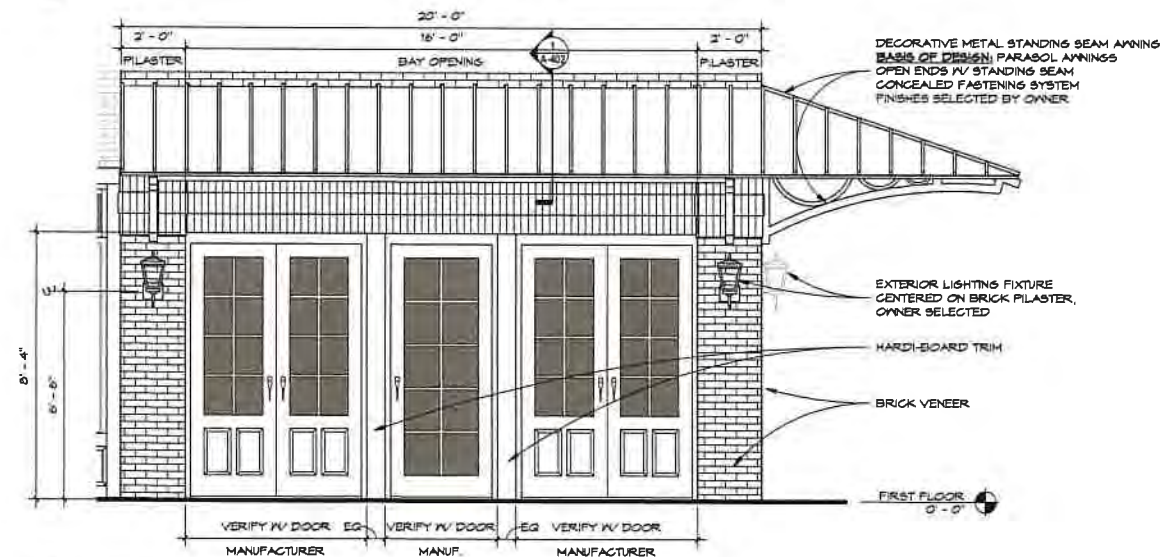 20' - 0"
2' - 0"
16' - 0"
2' - 0"
1
A-402
PILASTER
BAY OPENING
PILASTER
DECORATIVE METAL STANDING SEAM AWNING
BASIS OF DESIGN: PARASOL AWNINGS
OPEN ENDS W/ STANDING SEAM
CONCEALED FASTENING SYSTEM
FINISHES SELECTED BY OWNER
EXTERIOR LIGHTING FIXTURE
CENTERED ON BRICK PILASTER,
OWNER SELECTED
8' - 4"
6' - 6"
HARDI-BOARD TRIM
BRICK VENEER
FIRST FLOOR
0' - 0"
VERIFY W/ DOOR EQ VERIFY W/ DOOR EQ VERIFY W/ DOOR
MANUFACTURER MANUF. MANUFACTURER